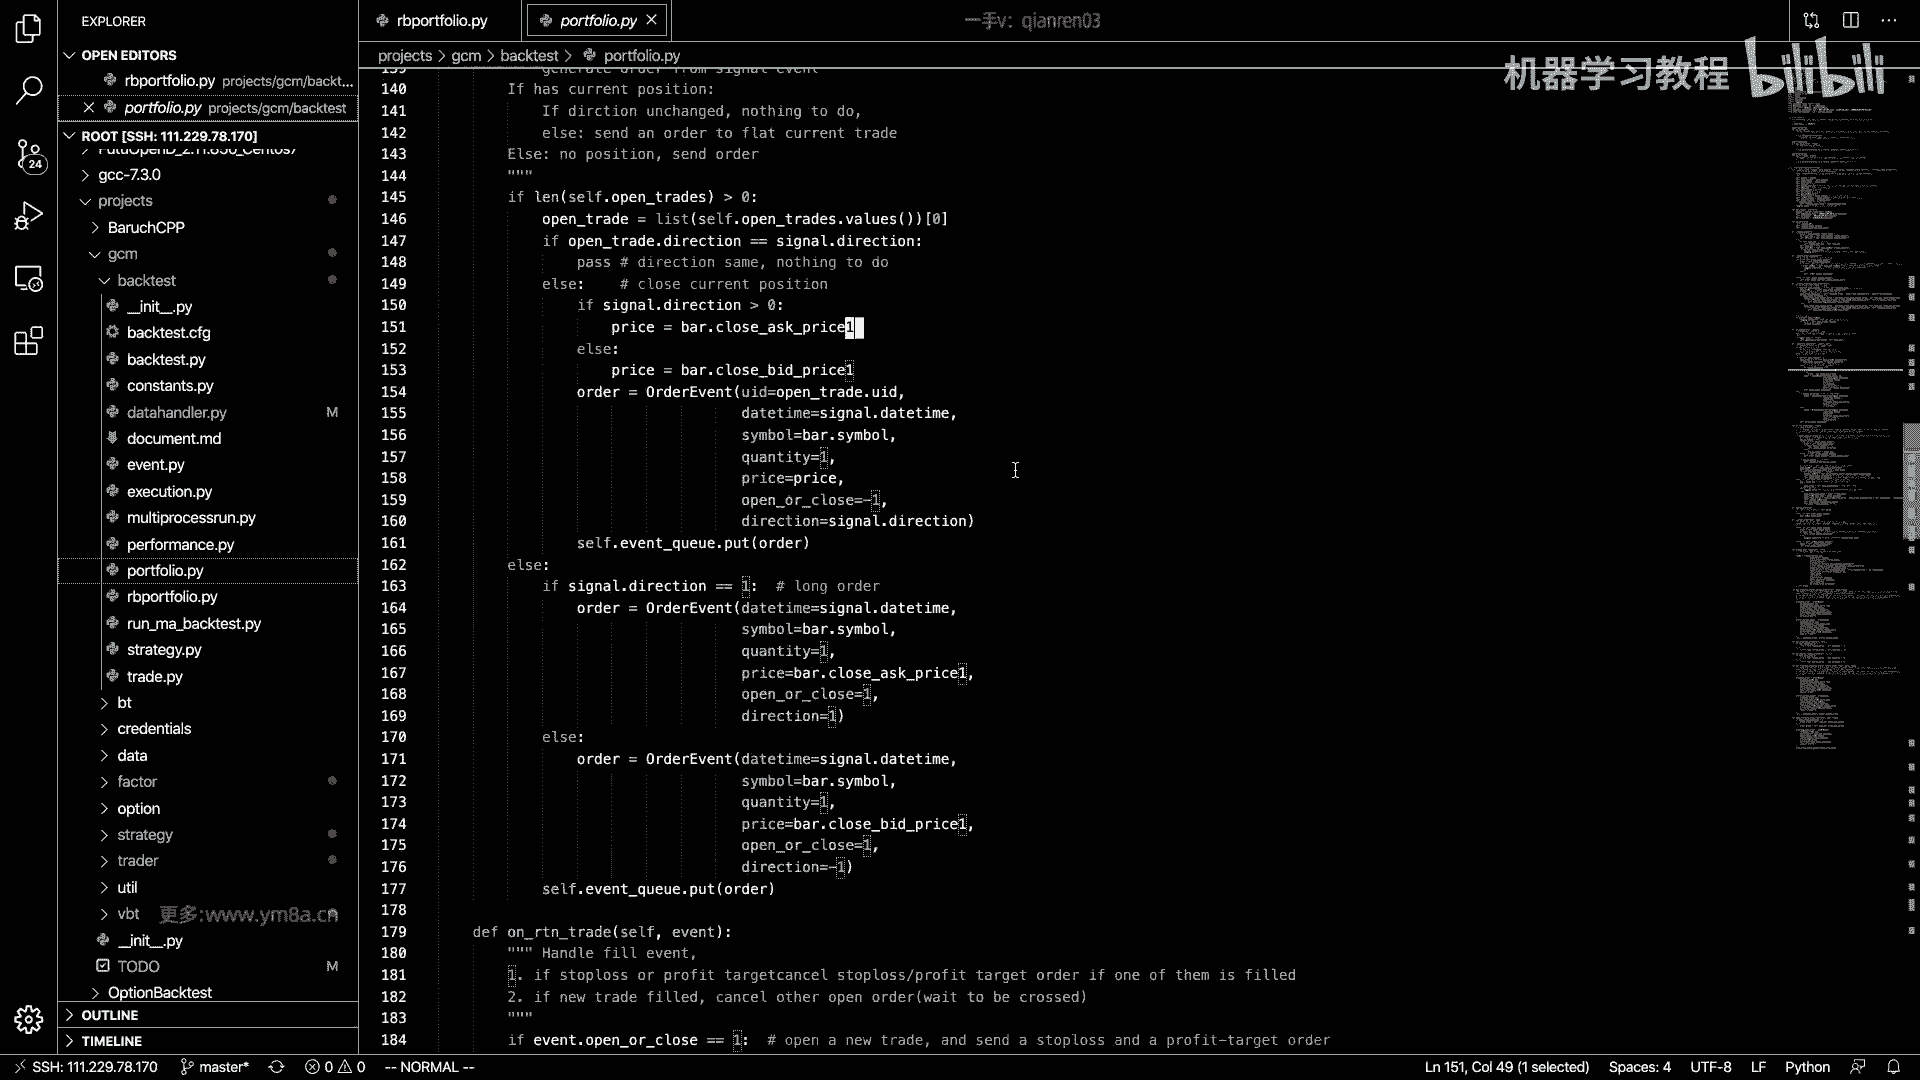 EXPLORER
OPEN EDITORS
rbportfolio.py projects/gcm/backt...
portfolio.py projects/gcm/backtest
ROOT [SSH: 111.229.78.170]
gcc-7.3.0
projects
BaruchCPP
gcm
backtest
__init__.py
backtest.cfg
backtest.py
constants.py
datahandler.py M
document.md
event.py
execution.py
multiprocessrun.py
performance.py
portfolio.py
rbportfolio.py
run_ma_backtest.py
strategy.py
trade.py
bt
credentials
data
factor
option
strategy
trader
util
vbt
更多:www.ym8a.cn
__init__.py
TODO M
OptionBacktest
OUTLINE
TIMELINE
24
rbportfolio.py
portfolio.py
一手v: qianren03
机器学习教程 bilibili
projects > gcm > backtest > portfolio.py
139 generate order from signal event
140 If has current position:
141 If dirction unchanged, nothing to do,
142 else: send an order to flat current trade
143 Else: no position, send order
144 """
145 if len(self.open_trades) > 0:
146 open_trade = list(self.open_trades.values())[0]
147 if open_trade.direction == signal.direction:
148 pass # direction same, nothing to do
149 else: # close current position
150 if signal.direction > 0:
151 price = bar.close_ask_price1
152 else:
153 price = bar.close_bid_price1
154 order = OrderEvent(uid=open_trade.uid,
155 datetime=signal.datetime,
156 symbol=bar.symbol,
157 quantity=1,
158 price=price,
159 open_or_close=-1,
160 direction=signal.direction)
161 self.event_queue.put(order)
162 else:
163 if signal.direction == 1: # long order
164 order = OrderEvent(datetime=signal.datetime,
165 symbol=bar.symbol,
166 quantity=1,
167 price=bar.close_ask_price1,
168 open_or_close=1,
169 direction=1)
170 else:
171 order = OrderEvent(datetime=signal.datetime,
172 symbol=bar.symbol,
173 quantity=1,
174 price=bar.close_bid_price1,
175 open_or_close=1,
176 direction=-1)
177 self.event_queue.put(order)
178
179 def on_rtn_trade(self, event):
180 """ Handle fill event,
181 1. if stoploss or profit targetcancel stoploss/profit target order if one of them is filled
182 2. if new trade filled, cancel other open order(wait to be crossed)
183 """
184 if event.open_or_close == 1: # open a new trade, and send a stoploss and a profit-target order
SSH: 111.229.78.170 master* 0 0 -- NORMAL -- Ln 151, Col 49 (1 selected) Spaces: 4 UTF-8 LF Python